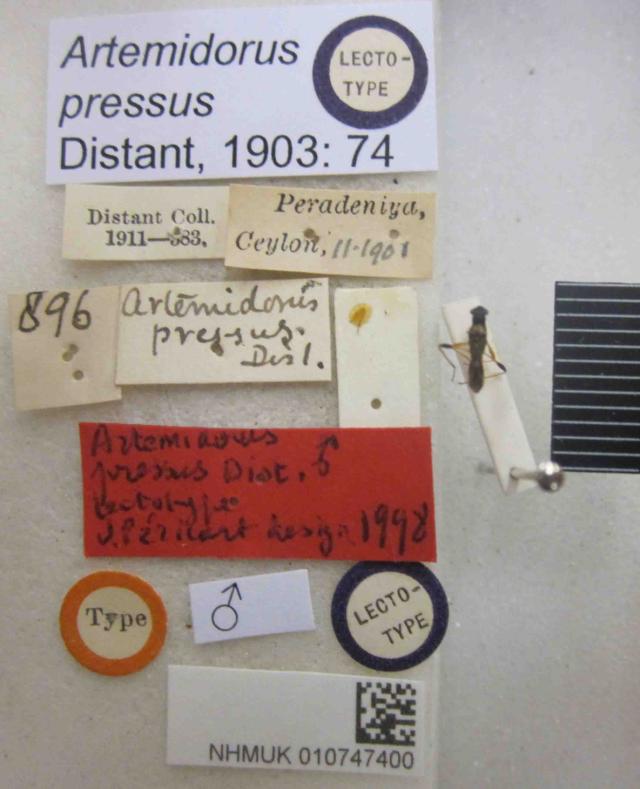 Artemidorus
pressus
Distant, 1903: 74
LECTO-
TYPE
Distant Coll.
1911—383.
Peradeniya,
Ceylon, 11·1901
896
Artemidorus
pressus.
Dist.
Artemidorus
pressus Dist. ♂
Lectotype
J. Péricart design 1998
Type
♂
LECTO-
TYPE
NHMUK 010747400